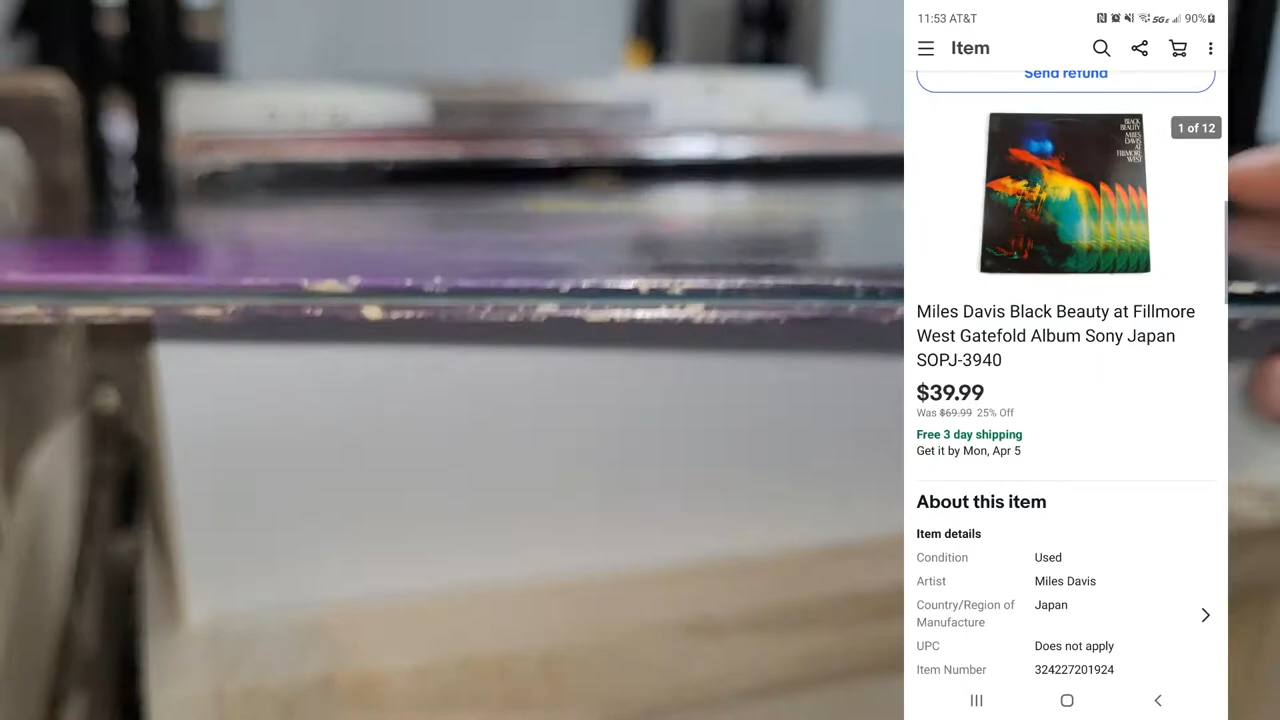 11:53 AT&T
5GE
90%
Item
Send refund
1 of 12
BLACK
BEAUTY
MILES
DAVIS
AT
FILLMORE
WEST
Miles Davis Black Beauty at Fillmore
West Gatefold Album Sony Japan
SOPJ-3940
$39.99
Was $69.99 25% Off
Free 3 day shipping
Get it by Mon, Apr 5
About this item
Item details
Condition Used
Artist Miles Davis
Country/Region of Manufacture Japan
UPC Does not apply
Item Number 324227201924